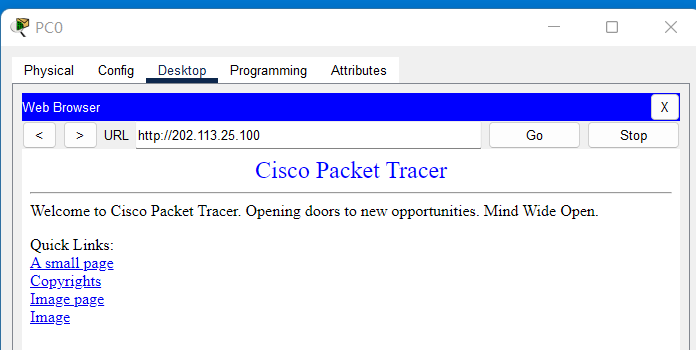 PC0
Physical Config Desktop Programming Attributes
Web Browser X
< > URL http://202.113.25.100 Go Stop
Cisco Packet Tracer
Welcome to Cisco Packet Tracer. Opening doors to new opportunities. Mind Wide Open.
Quick Links:
A small page
Copyrights
Image page
Image